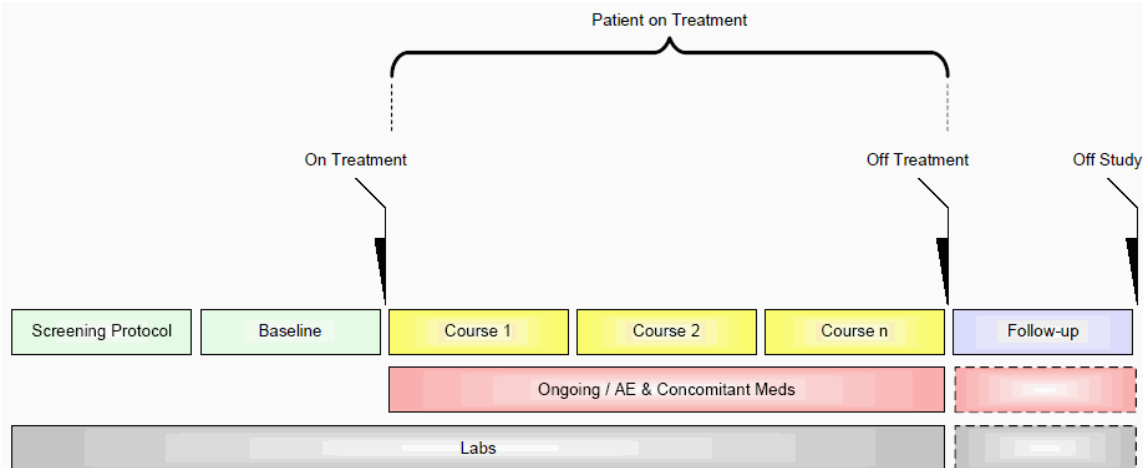 Patient on Treatment
On Treatment
Off Treatment
Off Study
Screening Protocol
Baseline
Course 1
Course 2
Course n
Follow-up
Ongoing / AE & Concomitant Meds
Labs